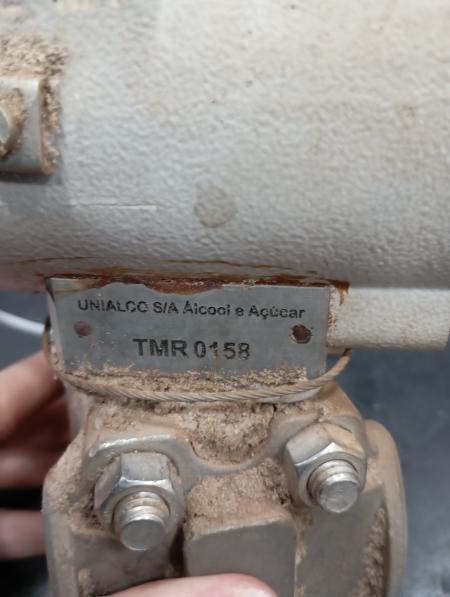 UNIALCO S/A Álcool e Açúcar
TMR 0158